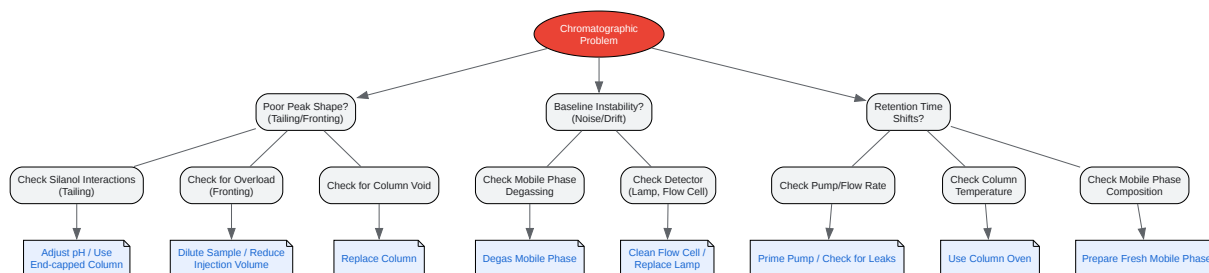 Chromatographic
Problem
Poor Peak Shape?
(Tailing/Fronting)
Baseline Instability?
(Noise/Drift)
Retention Time
Shifts?
Check Silanol Interactions
(Tailing)
Check for Overload
(Fronting)
Check for Column Void
Check Mobile Phase
Degassing
Check Detector
(Lamp, Flow Cell)
Check Pump/Flow Rate
Check Column
Temperature
Check Mobile Phase
Composition
Adjust pH / Use
End-capped Column
Dilute Sample / Reduce
Injection Volume
Replace Column
Degas Mobile Phase
Clean Flow Cell /
Replace Lamp
Prime Pump / Check for Leaks
Use Column Oven
Prepare Fresh Mobile Phase